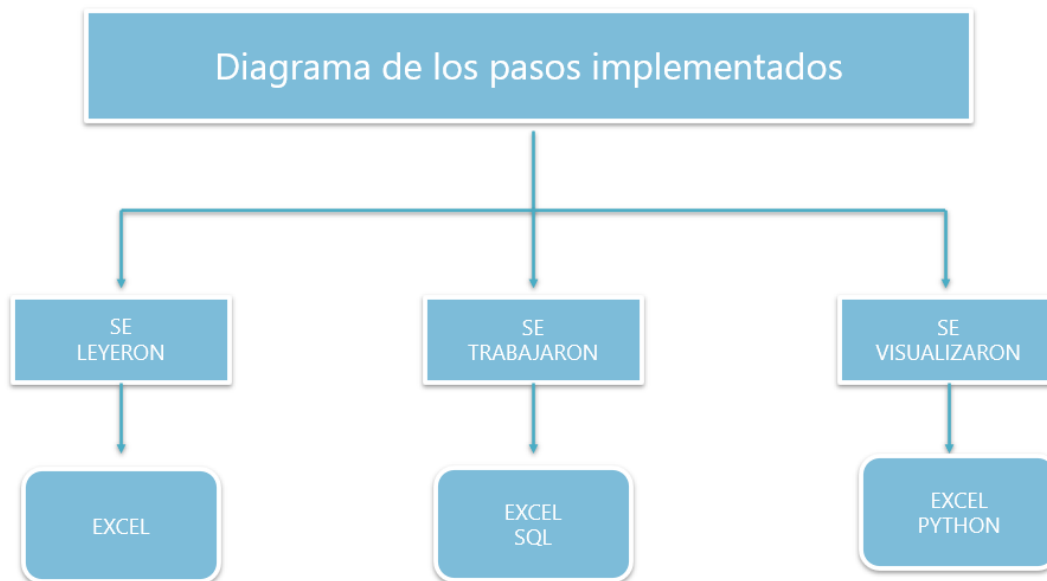 Diagrama de los pasos implementados
SE
LEYERON
SE
TRABAJARON
SE
VISUALIZARON
EXCEL
EXCEL
SQL
EXCEL
PYTHON